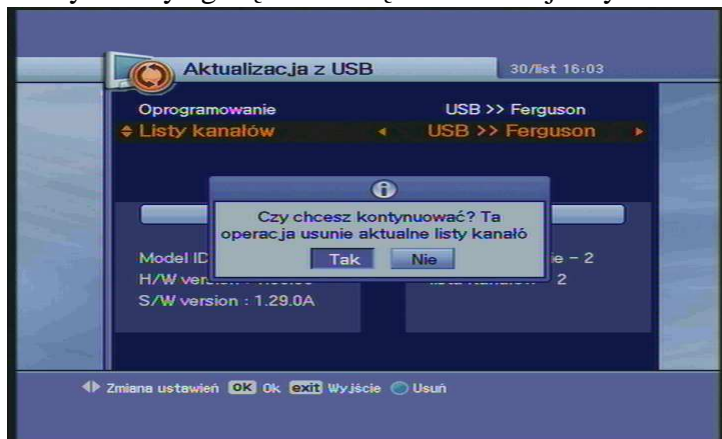 Aktualizacja z USB 30/list 16:03
Oprogramowanie USB >> Ferguson
Listy kanałów USB >> Ferguson
Czy chcesz kontynuować? Ta
operacja usunie aktualne listy kanałó
Tak Nie
Model ID ie - 2
H/W version 2
S/W version : 1.29.0A
Zmiana ustawień OK Ok exit Wyjście Usuń